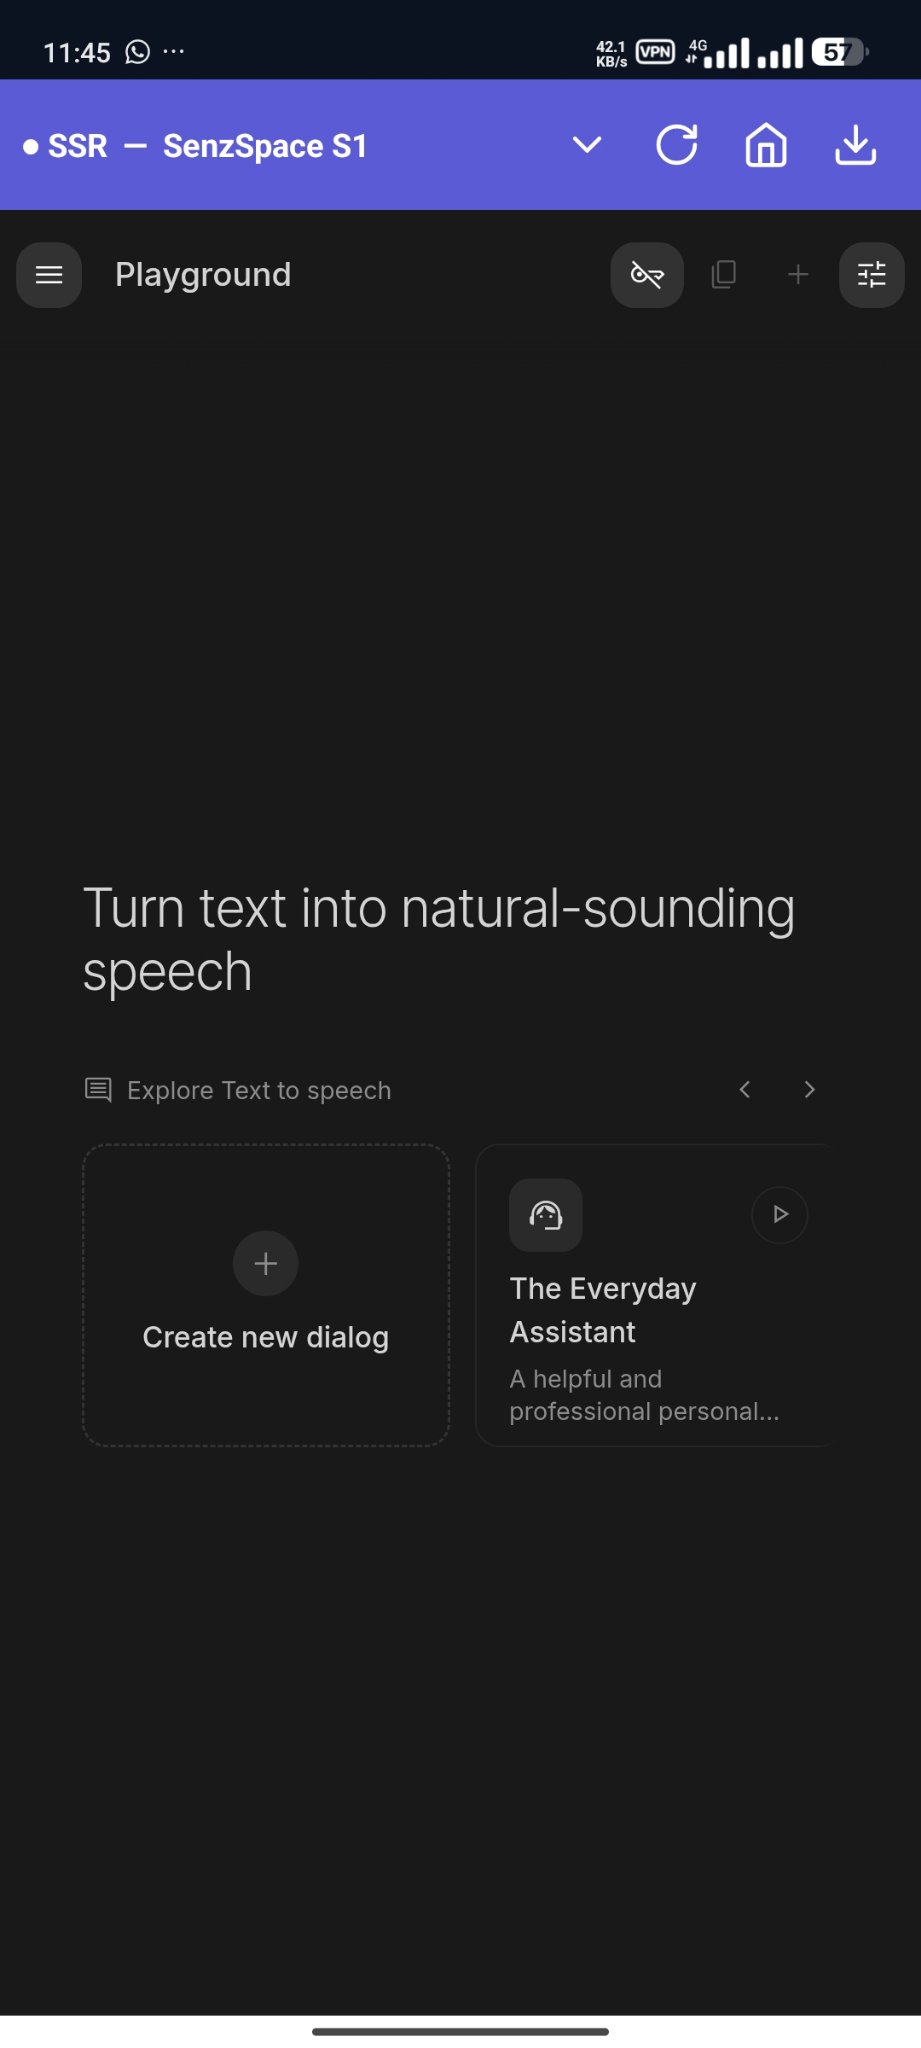 11:45
42.1 KB/s VPN 4G 57
SSR — SenzSpace S1
Playground
Turn text into natural-sounding
speech
Explore Text to speech
Create new dialog
The Everyday
Assistant
A helpful and
professional personal...